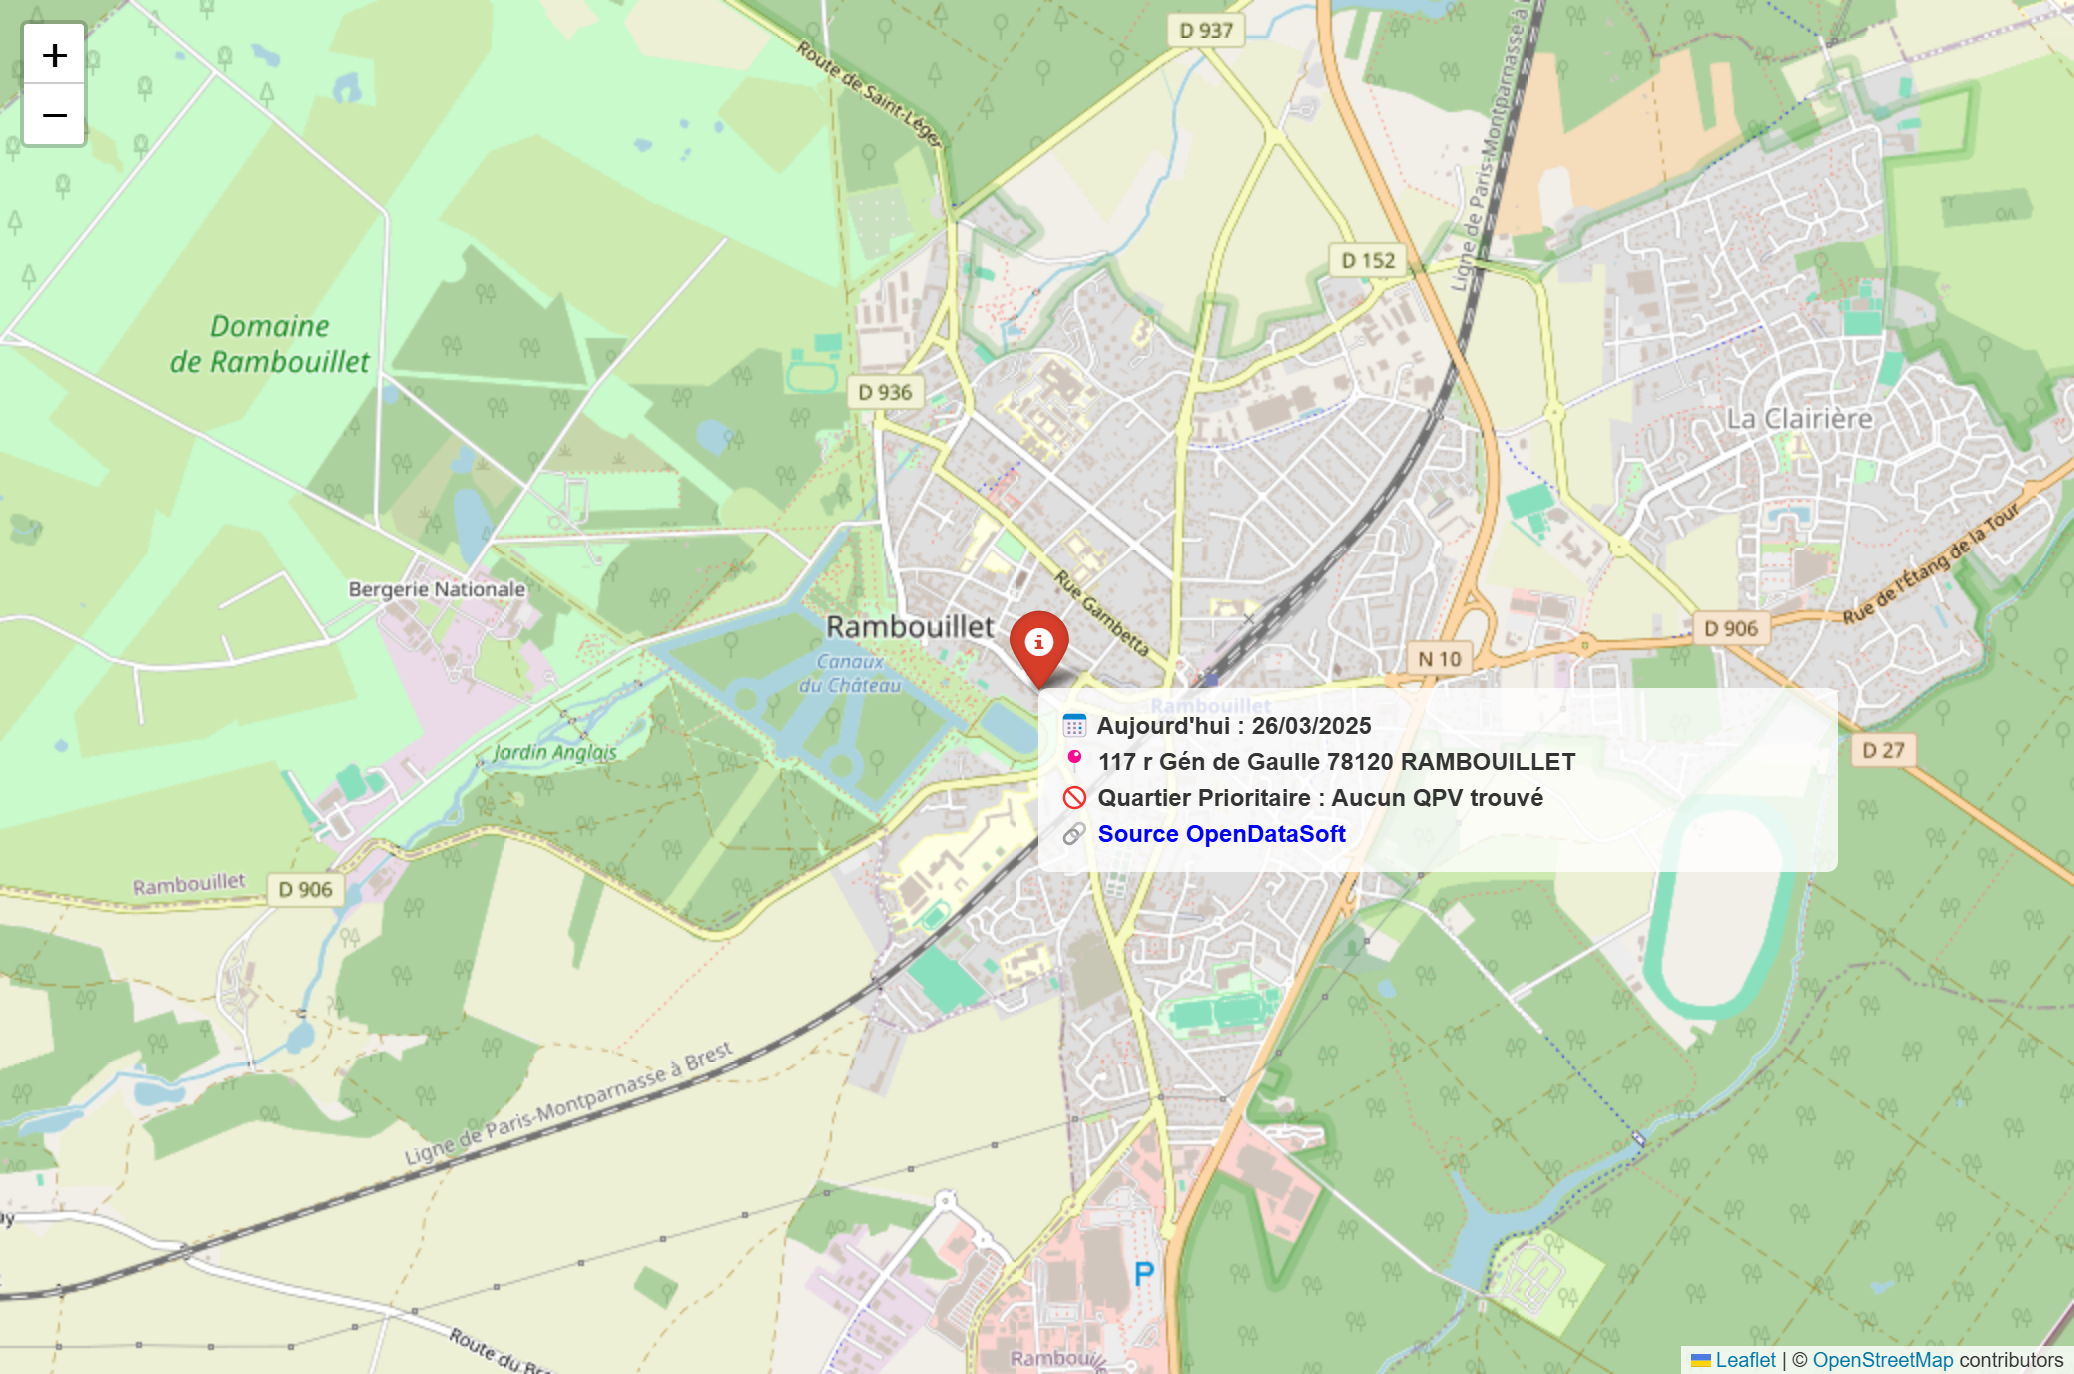 +
−
D 937
Route de Saint-Léger
Ligne de Paris-Montparnasse à
D 152
Domaine
de Rambouillet
D 936
La Clairière
Bergerie Nationale
Rue Gambetta
Rue de l'Étang de la Tour
Rambouillet
D 906
N 10
Canaux
du Château
Rambouillet
Aujourd'hui : 26/03/2025
117 r Gén de Gaulle 78120 RAMBOUILLET
Quartier Prioritaire : Aucun QPV trouvé
Source OpenDataSoft
Jardin Anglais
D 27
Rambouillet
D 906
Ligne de Paris-Montparnasse à Brest
P
Route du
Leaflet | © OpenStreetMap contributors